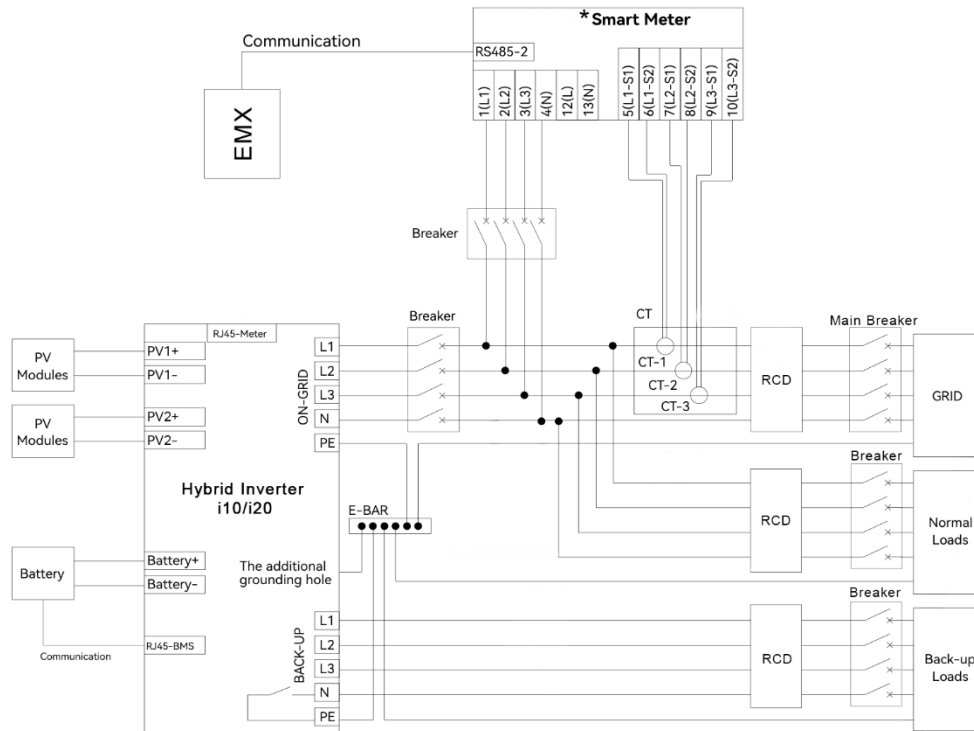 * Smart Meter
Communication
RS485-2
1(L1)
2(L2)
3(L3)
4(N)
12(L)
13(N)
5(L1-S1)
6(L1-S2)
7(L2-S1)
8(L2-S2)
9(L3-S1)
10(L3-S2)
EMX
Breaker
Breaker
CT
Main Breaker
RJ45-Meter
PV
Modules
PV1+
PV1-
PV
Modules
PV2+
PV2-
ON-GRID
L1
L2
L3
N
PE
CT-1
CT-2
CT-3
RCD
GRID
Hybrid Inverter
i10/i20
E-BAR
Breaker
RCD
Normal
Loads
Battery
Battery+
Battery-
The additional
grounding hole
RJ45-BMS
Communication
BACK-UP
L1
L2
L3
N
PE
Breaker
RCD
Back-up
Loads